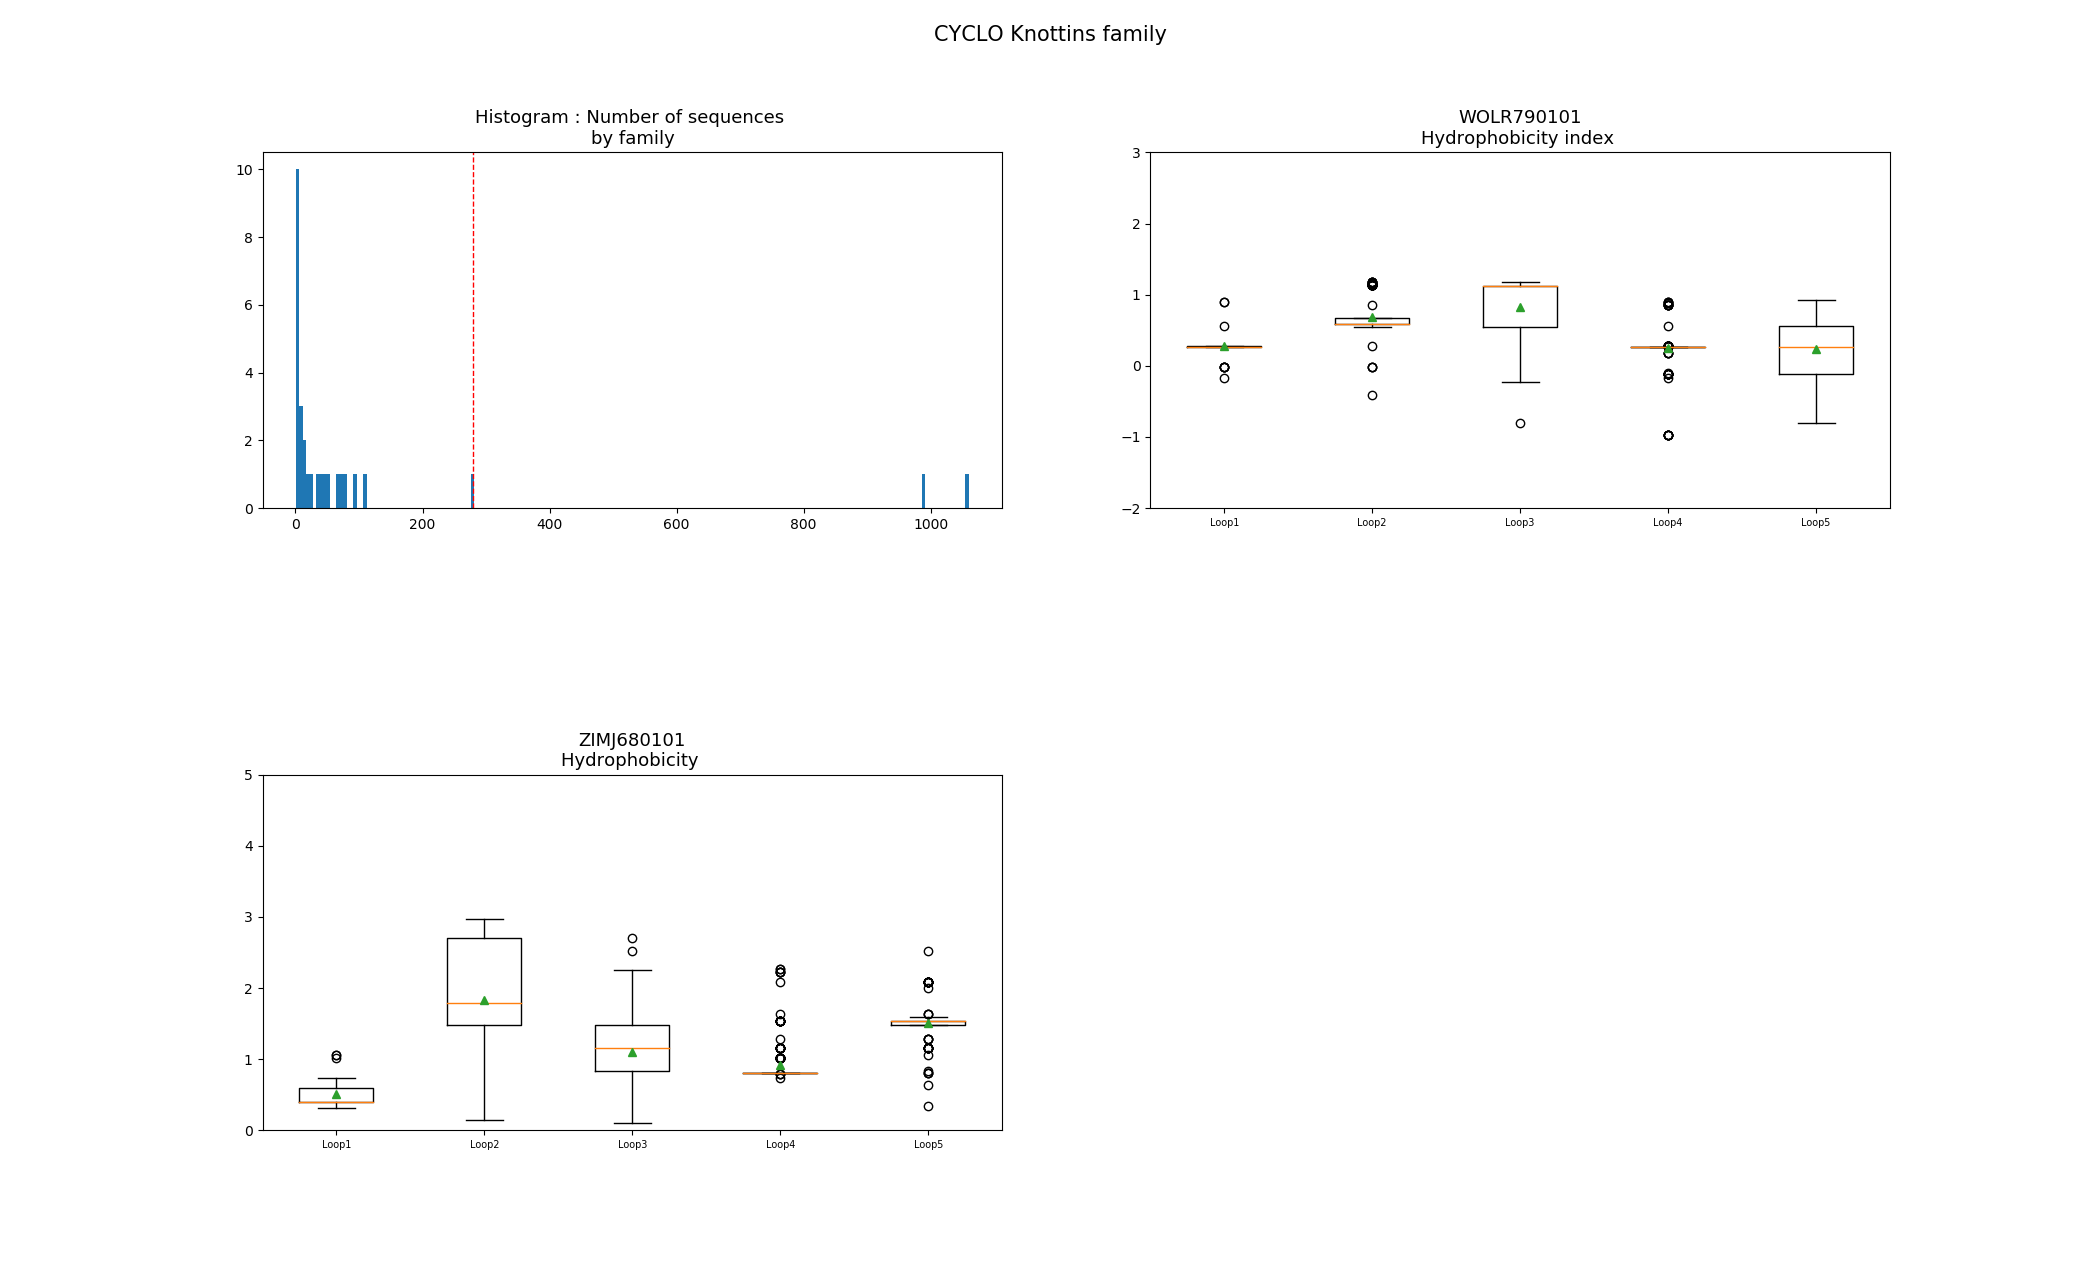 CYCLO Knottins family
Histogram : Number of sequences
by family
10
8
6
4
2
0
0 200 400 600 800 1000
WOLR790101
Hydrophobicity index
3
2
1
0
−1
−2
Loop1 Loop2 Loop3 Loop4 Loop5
ZIMJ680101
Hydrophobicity
5
4
3
2
1
0
Loop1 Loop2 Loop3 Loop4 Loop5